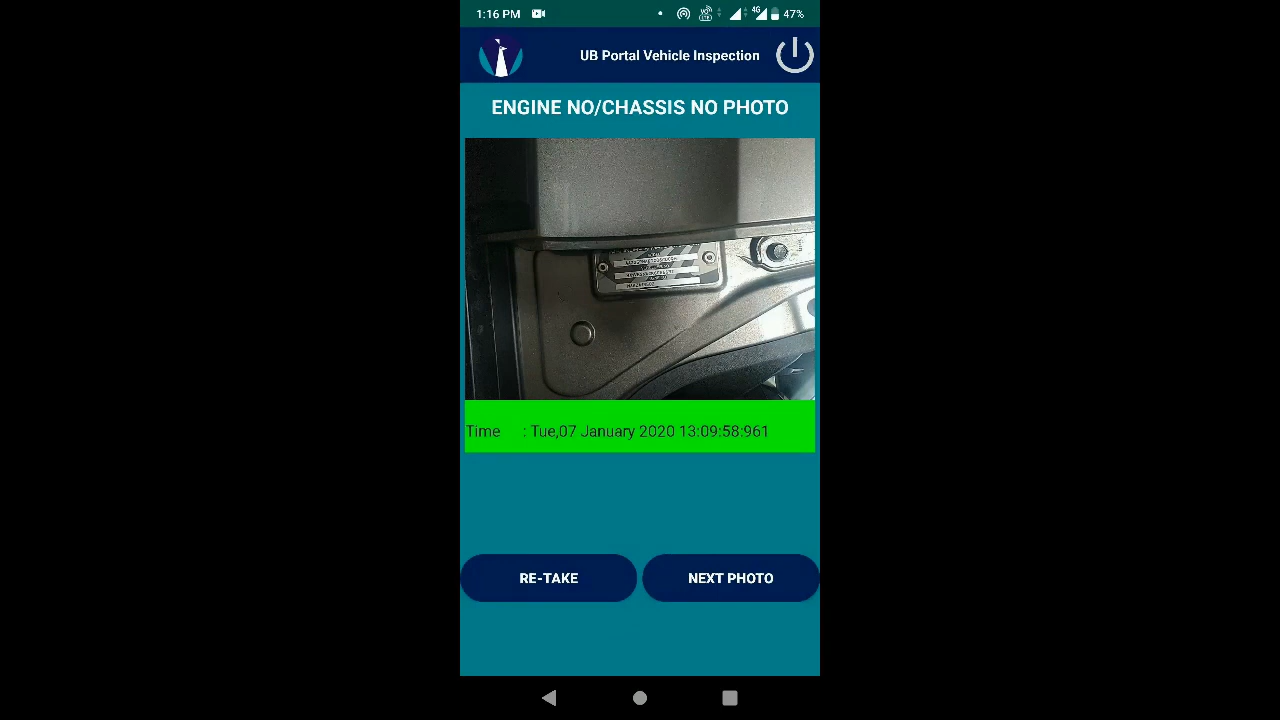 1:16 PM 4G 47%
UB Portal Vehicle Inspection
ENGINE NO/CHASSIS NO PHOTO
Time : Tue,07 January 2020 13:09:58:961
RE-TAKE NEXT PHOTO